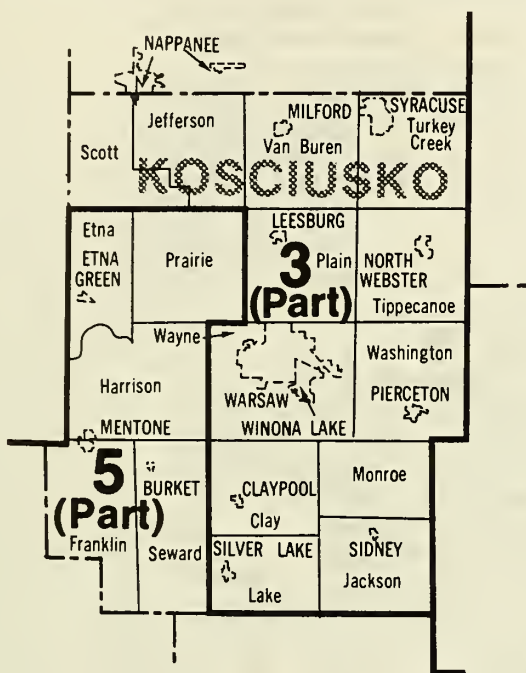 NAPPANEE
Jefferson
MILFORD
SYRACUSE
Turkey
Creek
Scott
Van Buren
KOSCIUSKO
Etna
ETNA
GREEN
Prairie
LEESBURG
3 Plain
(Part)
NORTH
WEBSTER
Tippecanoe
Wayne
Washington
Harrison
WARSAW
PIERCETON
WINONA LAKE
MENTONE
5
(Part)
BURKET
Franklin
Seward
CLAYPOOL
Clay
Monroe
SILVER LAKE
Lake
SIDNEY
Jackson